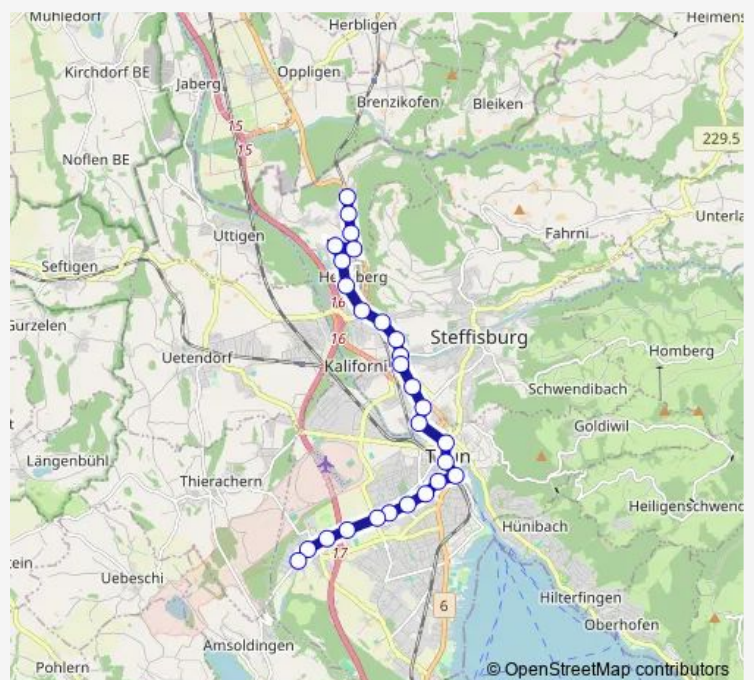 Mühledorf
Herbligen
Heimens
Kirchdorf BE
Oppligen
Jaberg
Brenzikofen
Bleiken
15
15
229.5
Noflen BE
Unterla
Uttigen
Fahrni
Seftigen
He
berg
16
Gurzelen
16
Steffisburg
Uetendorf
Kaliforni
Homberg
Schwendibach
Goldiwil
Längenbühl
Thun
Thierachern
Heiligenschwend
Hünibach
17
Uebeschi
Hilterfingen
6
Oberhofen
Amsoldingen
Pohlern
© OpenStreetMap contributors